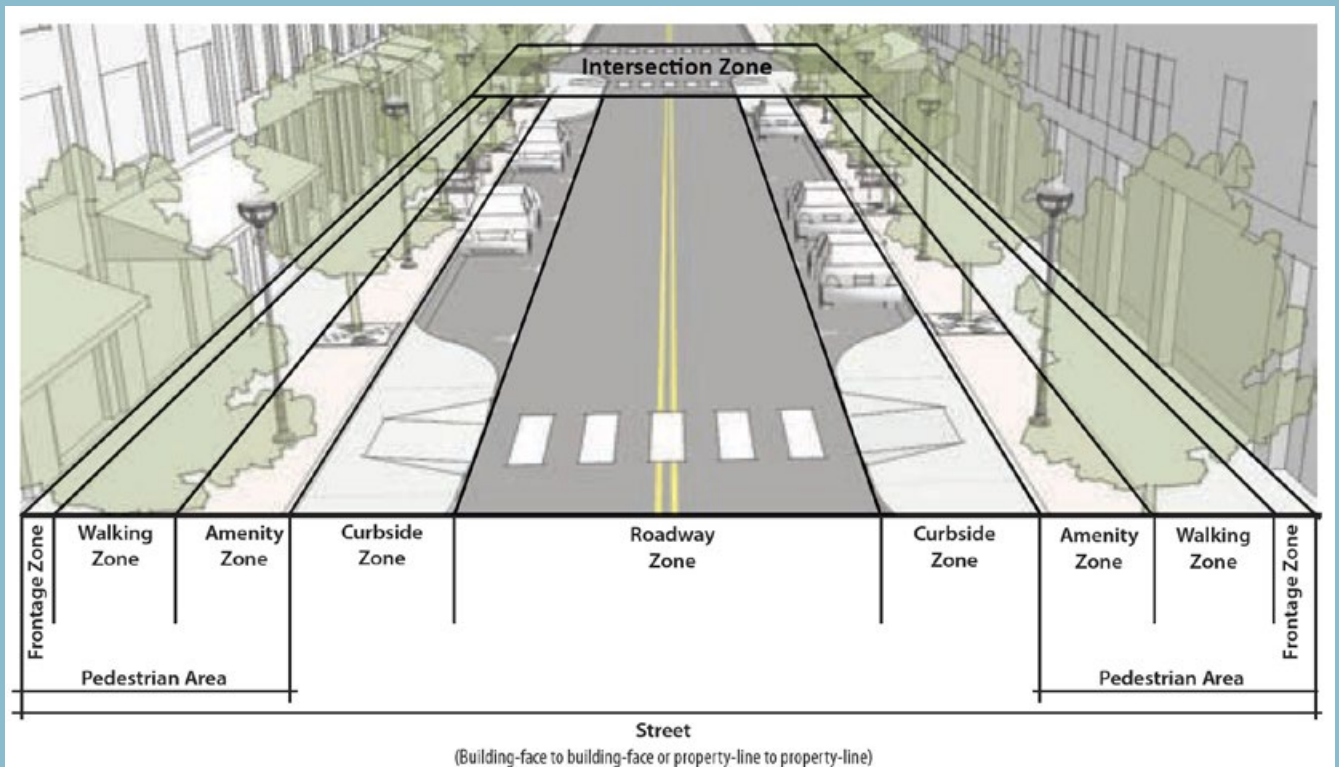 Intersection Zone
Frontage Zone
Walking
Zone
Amenity
Zone
Curbside
Zone
Roadway
Zone
Curbside
Zone
Amenity
Zone
Walking
Zone
Frontage Zone
Pedestrian Area
Pedestrian Area
Street
(Building-face to building-face or property-line to property-line)